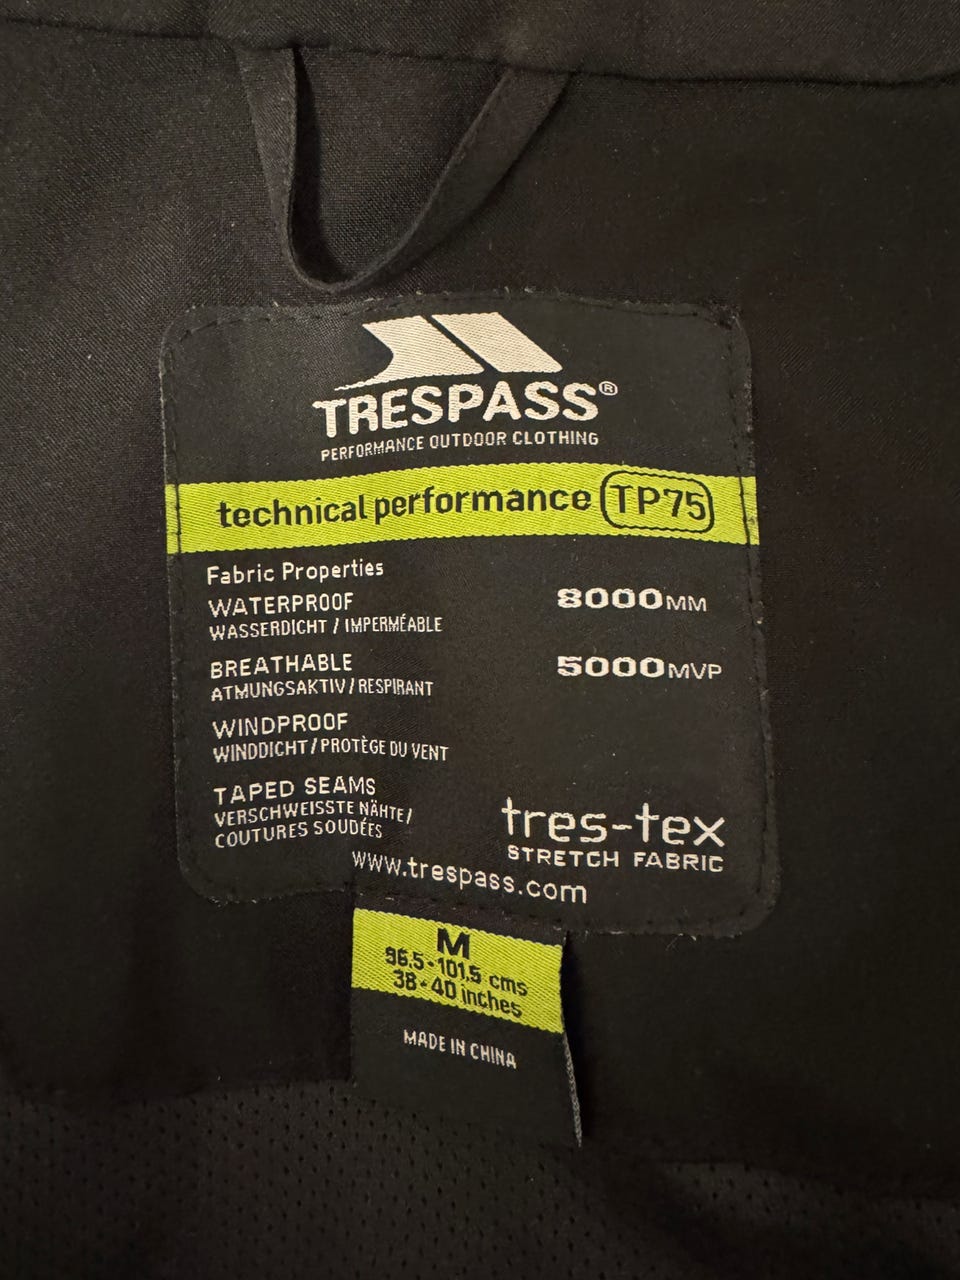 TRESPASS®
PERFORMANCE OUTDOOR CLOTHING
technical performance TP75
Fabric Properties
WATERPROOF 8000MM
WASSERDICHT / IMPERMÉABLE
BREATHABLE 5000MVP
ATMUNGSAKTIV / RESPIRANT
WINDPROOF
WINDDICHT / PROTÈGE DU VENT
TAPED SEAMS
VERSCHWEISSTE NÄHTE /
COUTURES SOUDÉES
tres-tex
STRETCH FABRIC
www.trespass.com
M
96.5-101.5 cms
38-40 inches
MADE IN CHINA